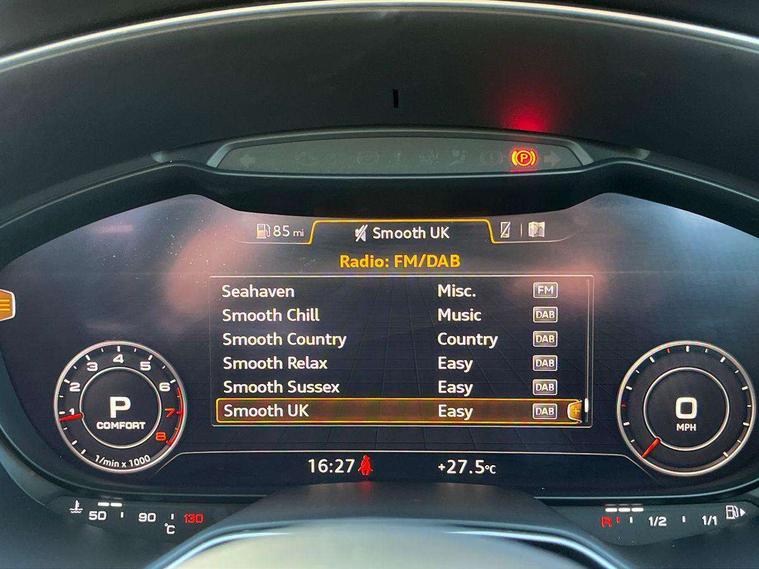 P
85 mi
Smooth UK
Radio: FM/DAB
Seahaven Misc. FM
Smooth Chill Music DAB
Smooth Country Country DAB
Smooth Relax Easy DAB
Smooth Sussex Easy DAB
Smooth UK Easy DAB
1 2 3 4 5 6 7 8
P
COMFORT
1/min x 1000
0
MPH
16:27 +27.5°C
50 90 130
°C
R 1/2 1/1